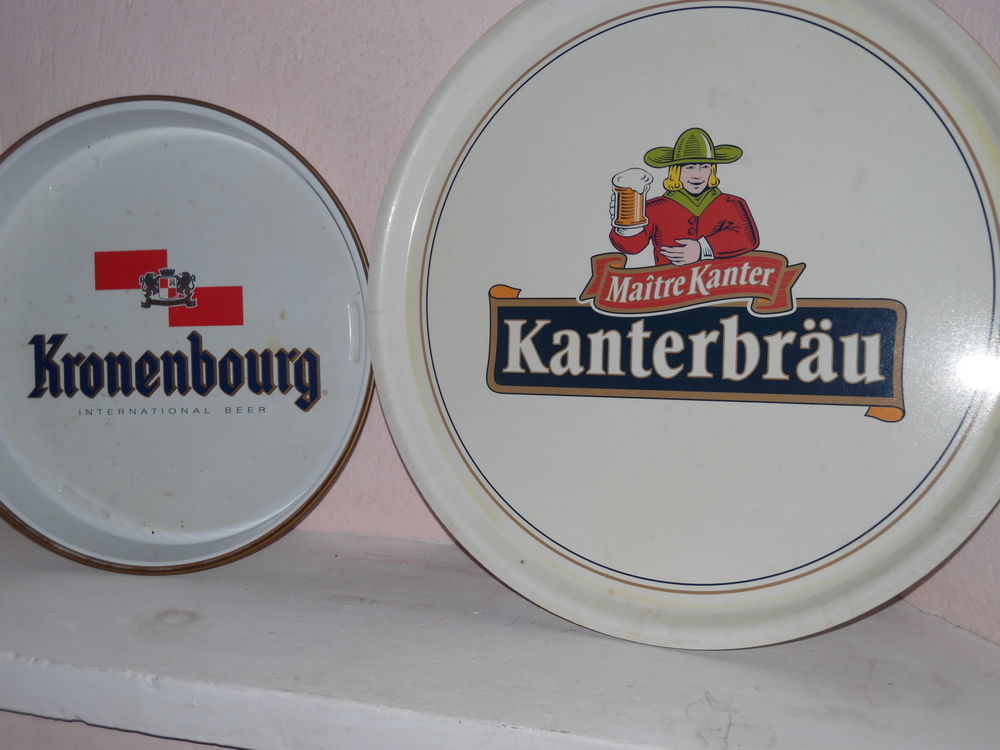 Kronenbourg
INTERNATIONAL BEER
Maître Kanter
Kanterbräu